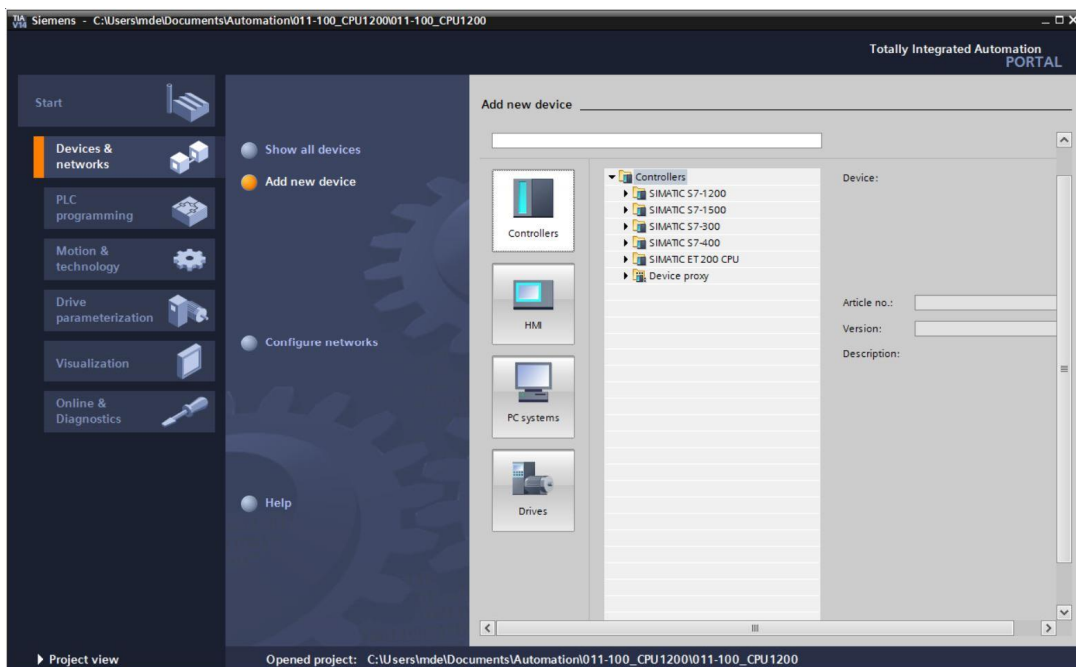 TIA
V14
Siemens - C:\Users\mde\Documents\Automation\011-100_CPU1200\011-100_CPU1200
Totally Integrated Automation
PORTAL
Start
Devices &
networks
PLC
programming
Motion &
technology
Drive
parameterization
Visualization
Online &
Diagnostics
Show all devices
Add new device
Configure networks
Help
Add new device
Controllers
HMI
PC systems
Drives
Controllers
SIMATIC S7-1200
SIMATIC S7-1500
SIMATIC S7-300
SIMATIC S7-400
SIMATIC ET 200 CPU
Device proxy
Device:
Article no.:
Version:
Description:
Project view
Opened project: C:\Users\mde\Documents\Automation\011-100_CPU1200\011-100_CPU1200